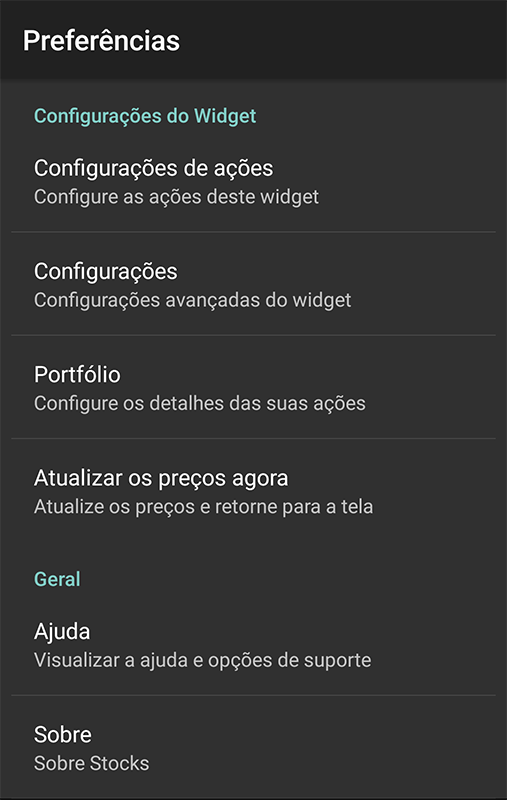 Preferências
Configurações do Widget
Configurações de ações
Configure as ações deste widget
Configurações
Configurações avançadas do widget
Portfólio
Configure os detalhes das suas ações
Atualizar os preços agora
Atualize os preços e retorne para a tela
Geral
Ajuda
Visualizar a ajuda e opções de suporte
Sobre
Sobre Stocks